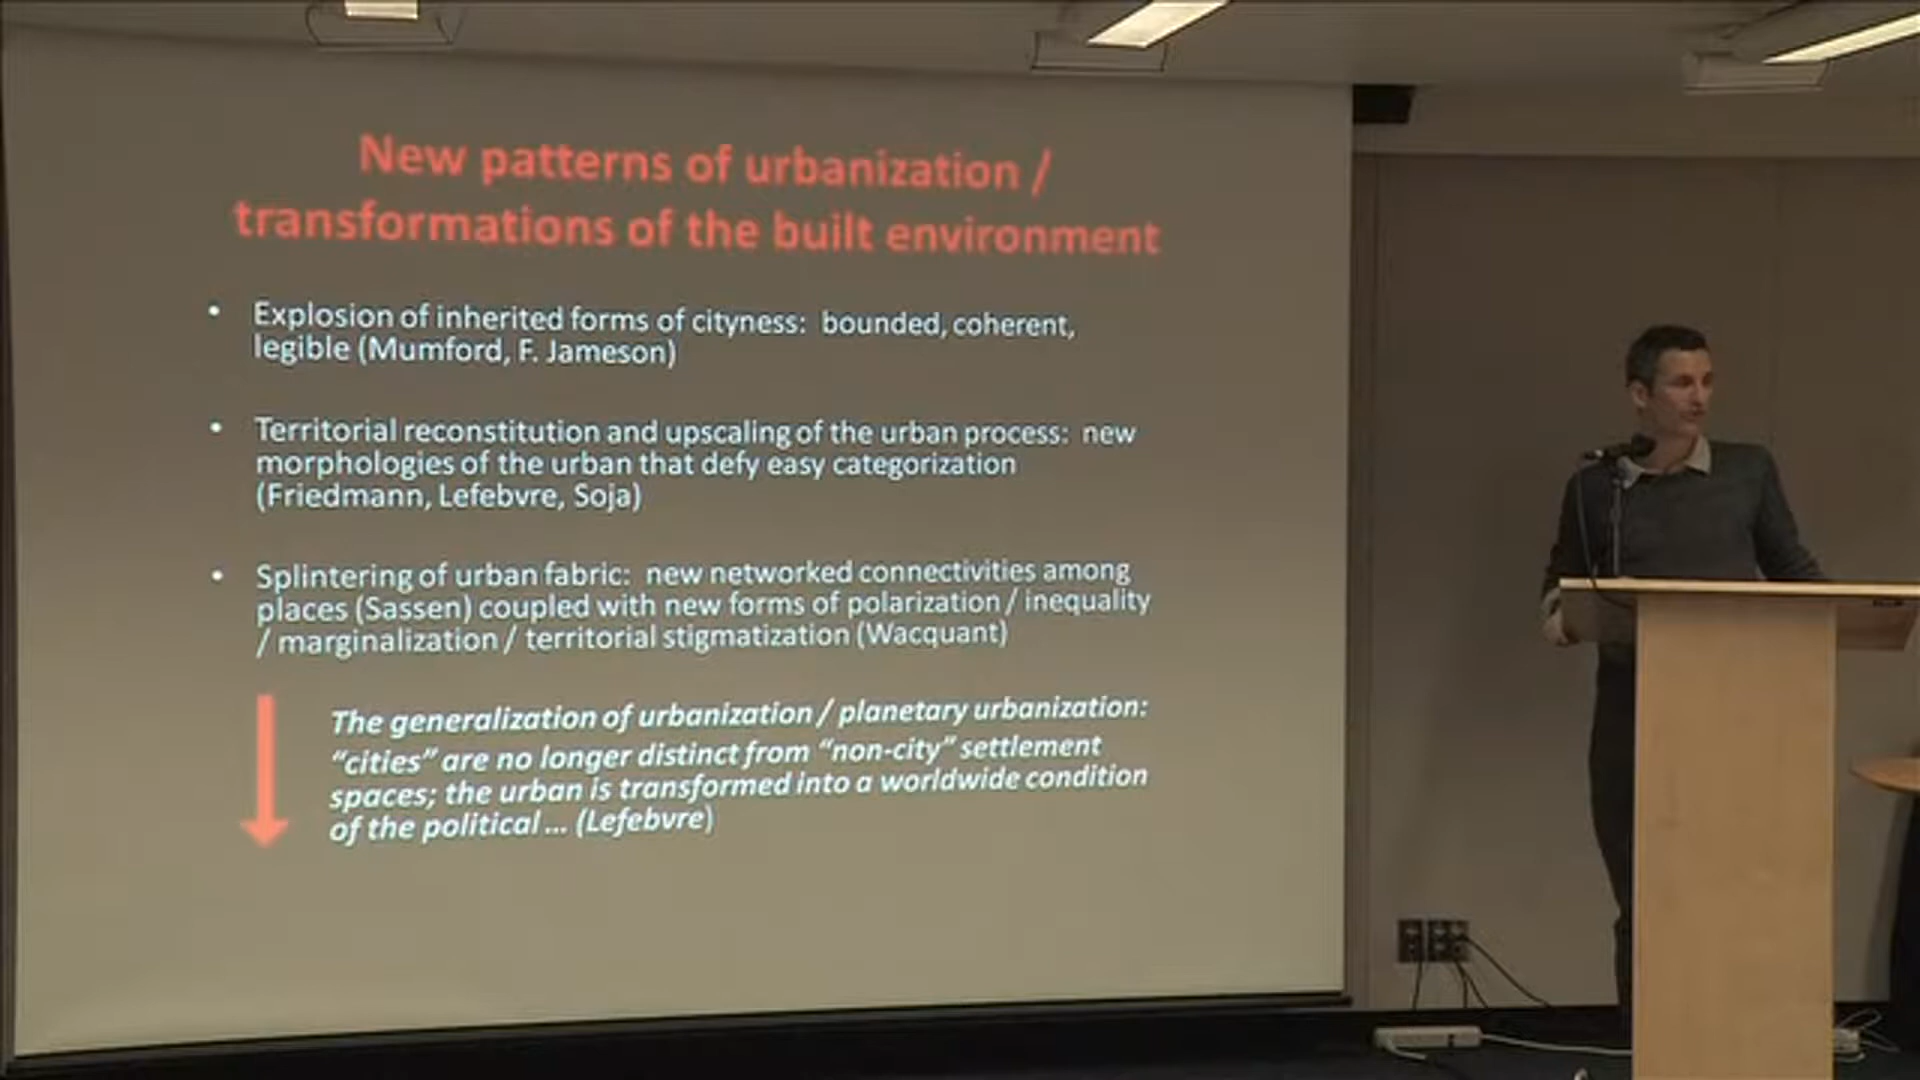 New patterns of urbanization /
transformations of the built environment
• Explosion of inherited forms of cityness: bounded, coherent,
legible (Mumford, F. Jameson)
• Territorial reconstitution and upscaling of the urban process: new
morphologies of the urban that defy easy categorization
(Friedmann, Lefebvre, Soja)
• Splintering of urban fabric: new networked connectivities among
places (Sassen) coupled with new forms of polarization / inequality
/ marginalization / territorial stigmatization (Wacquant)
The generalization of urbanization / planetary urbanization:
“cities” are no longer distinct from “non-city” settlement
spaces; the urban is transformed into a worldwide condition
of the political ... (Lefebvre)